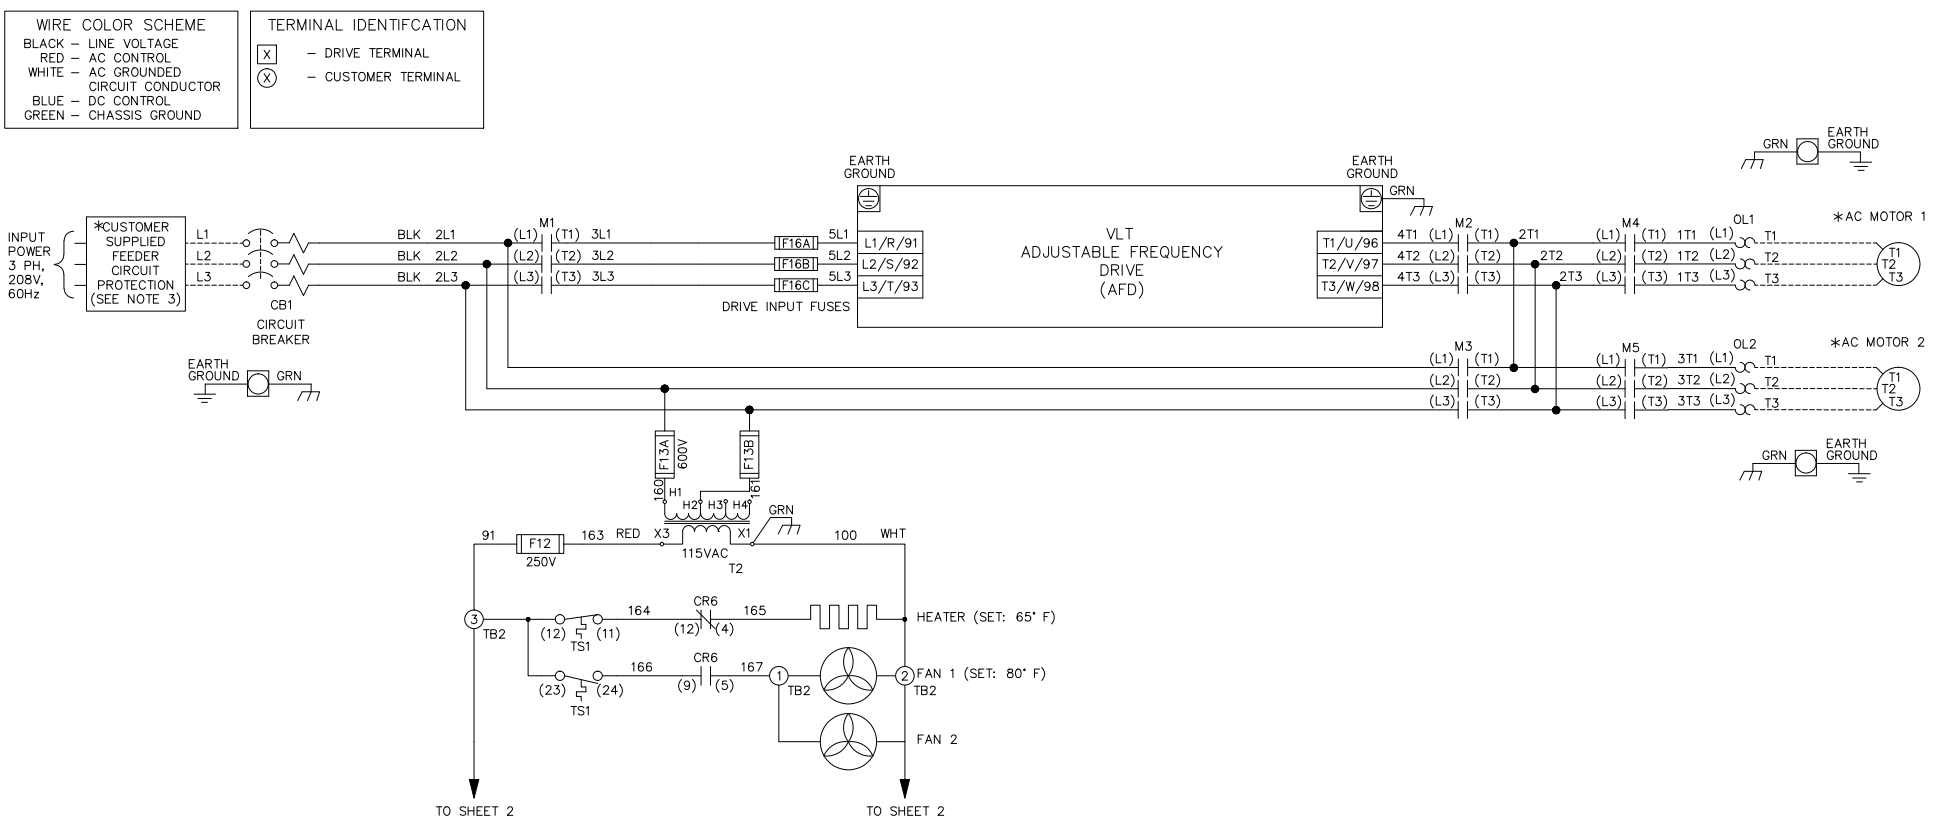 WIRE COLOR SCHEME
BLACK – LINE VOLTAGE
RED – AC CONTROL
WHITE – AC GROUNDED
CIRCUIT CONDUCTOR
BLUE – DC CONTROL
GREEN – CHASSIS GROUND
TERMINAL IDENTIFCATION
X – DRIVE TERMINAL
X – CUSTOMER TERMINAL
INPUT
POWER
3 PH,
208V,
60Hz
*CUSTOMER
SUPPLIED
FEEDER
CIRCUIT
PROTECTION
(SEE NOTE 3)
L1
L2
L3
CB1
CIRCUIT
BREAKER
EARTH
GROUND
GRN
M1
BLK 2L1 (L1) (T1) 3L1
BLK 2L2 (L2) (T2) 3L2
BLK 2L3 (L3) (T3) 3L3
F16A 5L1
F16B 5L2
F16C 5L3
DRIVE INPUT FUSES
EARTH
GROUND
L1/R/91
L2/S/92
L3/T/93
VLT
ADJUSTABLE FREQUENCY
DRIVE
(AFD)
EARTH
GROUND
GRN
T1/U/96
T2/V/97
T3/W/98
M2
4T1 (L1) (T1) 2T1
4T2 (L2) (T2) 2T2
4T3 (L3) (T3) 2T3
M4
(L1) (T1) 1T1 (L1)
(L2) (T2) 1T2 (L2)
(L3) (T3) 1T3 (L3)
OL1
T1
T2
T3
*AC MOTOR 1
T1
T2
T3
GRN
EARTH
GROUND
M3
(L1) (T1)
(L2) (T2)
(L3) (T3)
M5
(L1) (T1) 3T1 (L1)
(L2) (T2) 3T2 (L2)
(L3) (T3) 3T3 (L3)
OL2
T1
T2
T3
*AC MOTOR 2
T1
T2
T3
GRN
EARTH
GROUND
F13A
600V
F13B
160
161
H1
H2
H3
H4
GRN
91
F12
250V
163 RED X3
X1
115VAC
T2
100 WHT
3
TB2
(12) (11)
TS1
164
CR6
(12) (4)
165
HEATER (SET: 65° F)
(23) (24)
TS1
166
CR6
(9) (5)
167
1
TB2
2
TB2
FAN 1 (SET: 80° F)
FAN 2
TO SHEET 2
TO SHEET 2